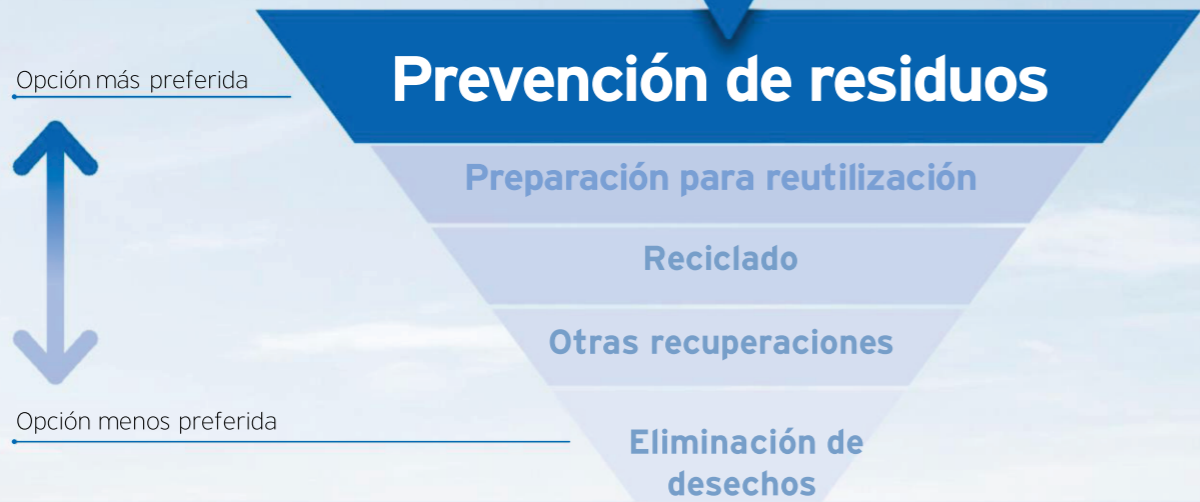 Prevención de residuos
Opción más preferida
Preparación para reutilización
Reciclado
Otras recuperaciones
Opción menos preferida
Eliminación de
desechos